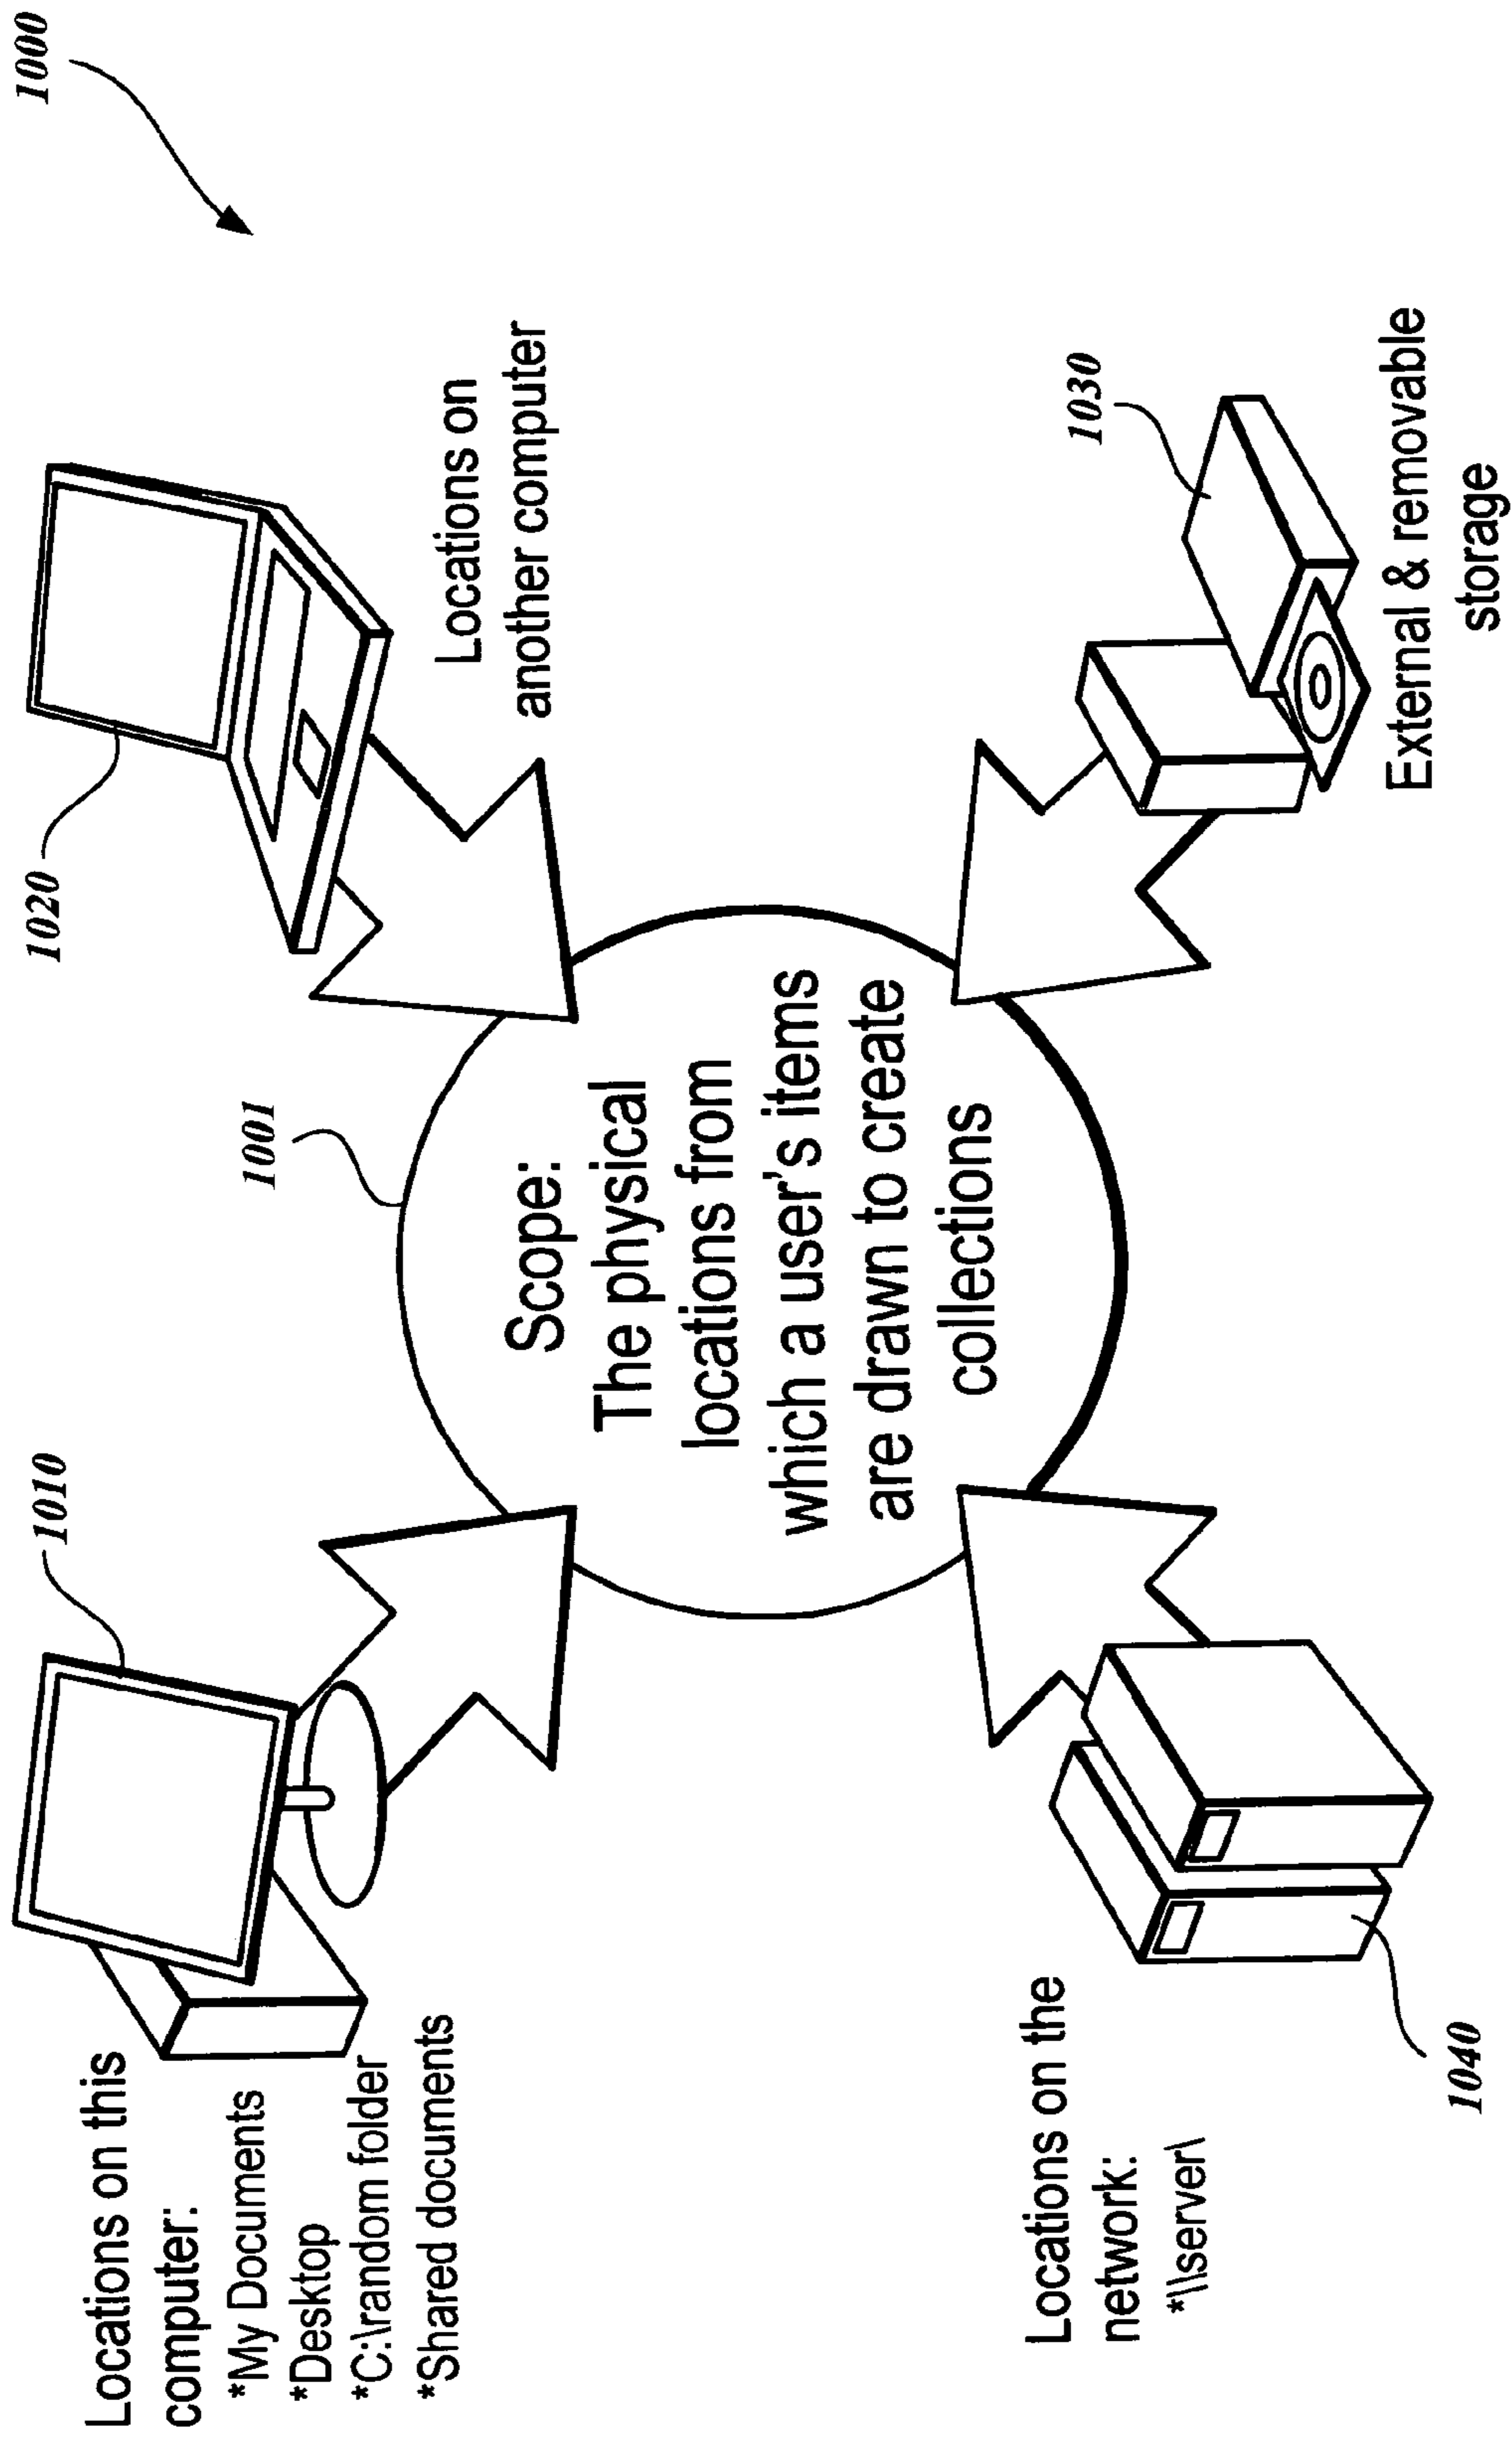 1000
1010
1020
Locations on this
computer:
*My Documents
*Desktop
*C:\random folder
*Shared documents
Locations on
another computer
1001
Scope:
The physical
locations from
which a user's items
are drawn to create
collections
Locations on the
network:
*\\server\
1040
1030
External & removable
storage